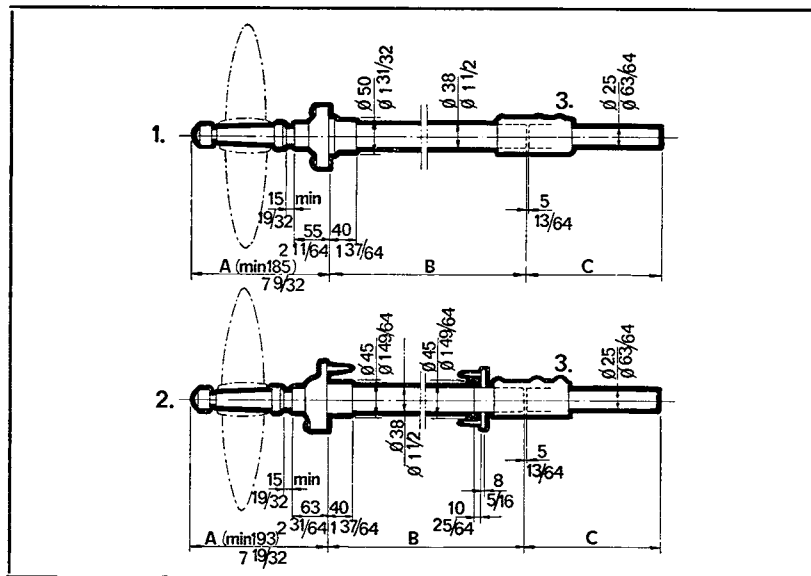 Ø 50
Ø 1 31/32
Ø 38
Ø 1 1/2
3.
Ø 25
Ø 63/64
1.
15 min
19/32
55
2 11/64
40
1 37/64
5
13/64
A (min185)
7 9/32
B
C
Ø 45
Ø 1 49/64
Ø 45
Ø 1 49/64
3.
Ø 25
Ø 63/64
2.
Ø 38
Ø 1 1/2
15 min
19/32
63
2 31/64
40
1 37/64
10
25/64
8
5/16
5
13/64
A (min193)
7 19/32
B
C